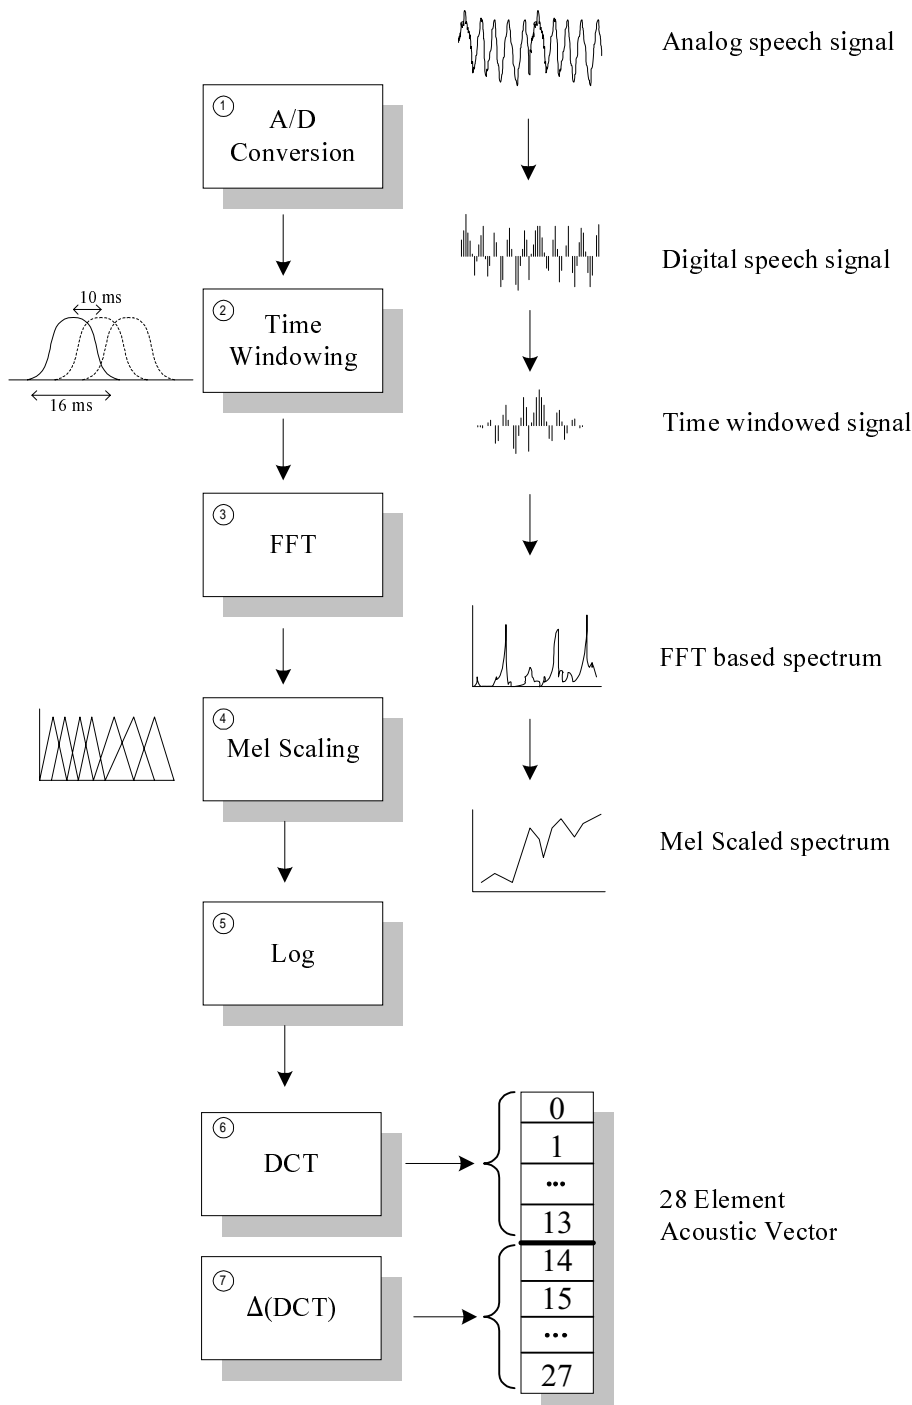 Analog speech signal
1
A/D
Conversion
Digital speech signal
10 ms
2
Time
Windowing
16 ms
Time windowed signal
3
FFT
FFT based spectrum
4
Mel Scaling
Mel Scaled spectrum
5
Log
6
DCT
0
1
...
13
28 Element
Acoustic Vector
7
Δ(DCT)
14
15
...
27